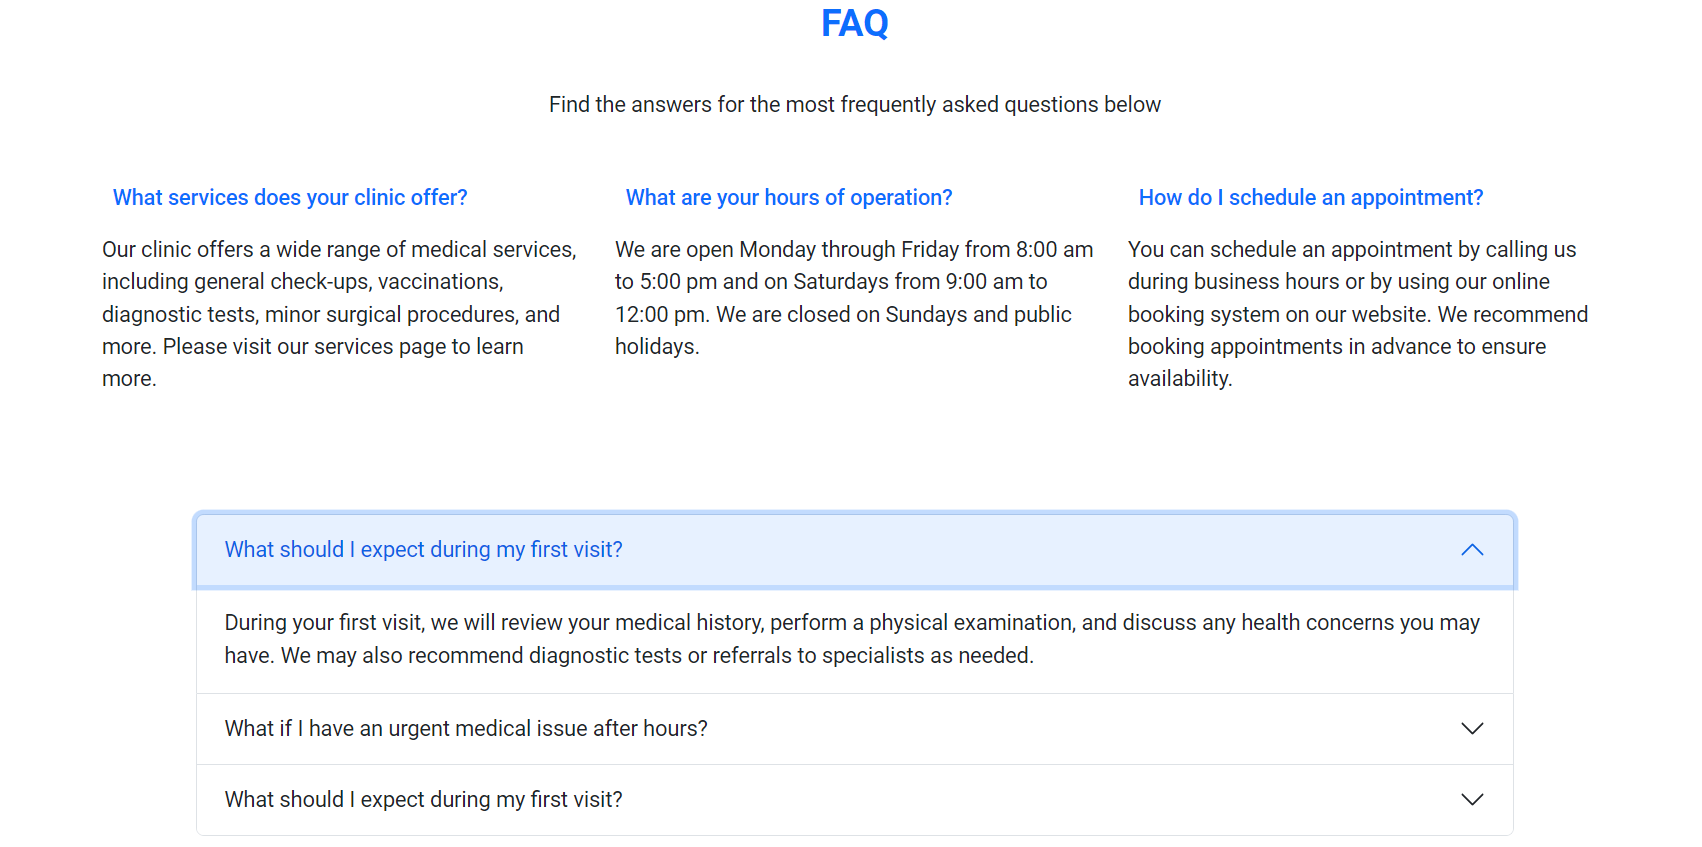 FAQ
Find the answers for the most frequently asked questions below
What services does your clinic offer?
Our clinic offers a wide range of medical services,
including general check-ups, vaccinations,
diagnostic tests, minor surgical procedures, and
more. Please visit our services page to learn
more.
What are your hours of operation?
We are open Monday through Friday from 8:00 am
to 5:00 pm and on Saturdays from 9:00 am to
12:00 pm. We are closed on Sundays and public
holidays.
How do I schedule an appointment?
You can schedule an appointment by calling us
during business hours or by using our online
booking system on our website. We recommend
booking appointments in advance to ensure
availability.
What should I expect during my first visit?
During your first visit, we will review your medical history, perform a physical examination, and discuss any health concerns you may
have. We may also recommend diagnostic tests or referrals to specialists as needed.
What if I have an urgent medical issue after hours?
What should I expect during my first visit?